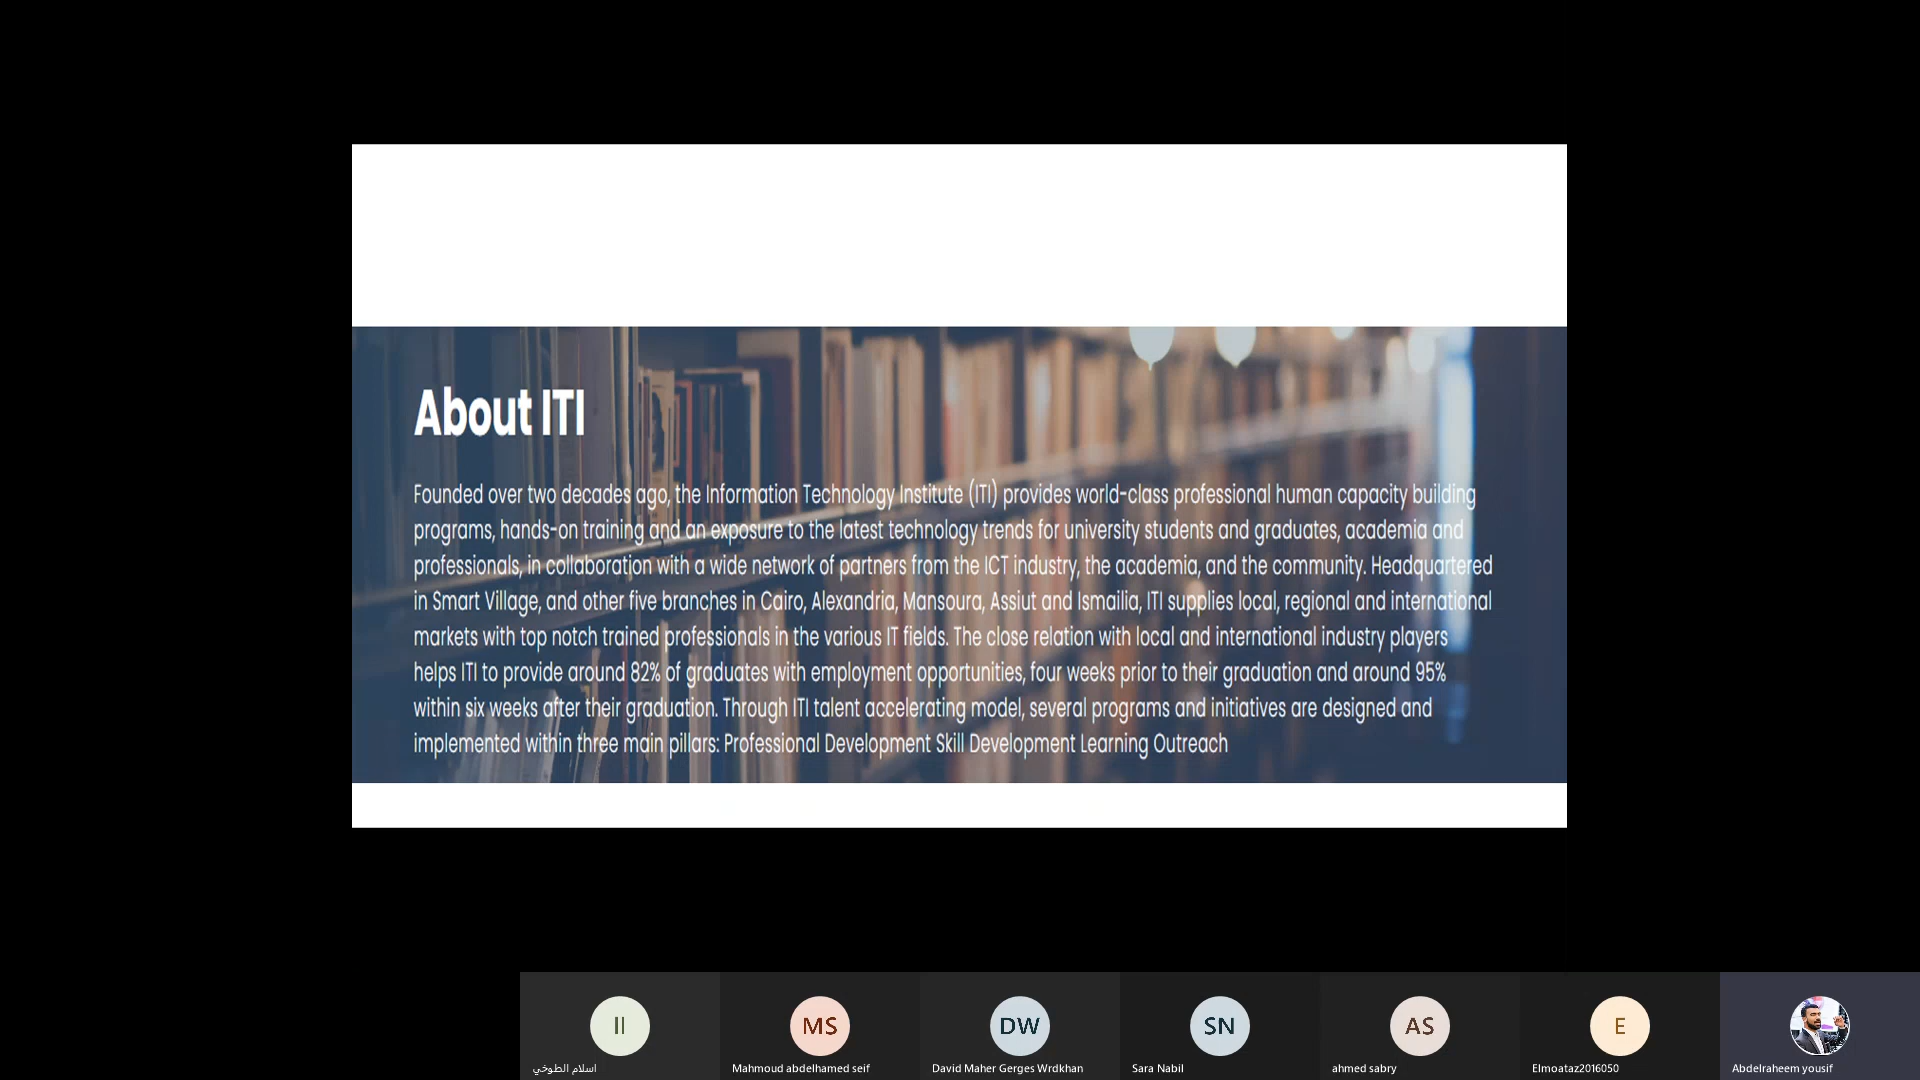 About ITI
Founded over two decades ago, the Information Technology Institute (ITI) provides world-class professional human capacity building
programs, hands-on training and an exposure to the latest technology trends for university students and graduates, academia and
professionals, in collaboration with a wide network of partners from the ICT industry, the academia, and the community. Headquartered
in Smart Village, and other five branches in Cairo, Alexandria, Mansoura, Assiut and Ismailia, ITI supplies local, regional and international
markets with top notch trained professionals in the various IT fields. The close relation with local and international industry players
helps ITI to provide around 82% of graduates with employment opportunities, four weeks prior to their graduation and around 95%
within six weeks after their graduation. Through ITI talent accelerating model, several programs and initiatives are designed and
implemented within three main pillars: Professional Development Skill Development Learning Outreach
اا MS DW SN AS E
اسلام الطوخي Mahmoud abdelhamed seif David Maher Gerges Wrdkhan Sara Nabil ahmed sabry Elmoataz2016050 Abdelraheem yousif